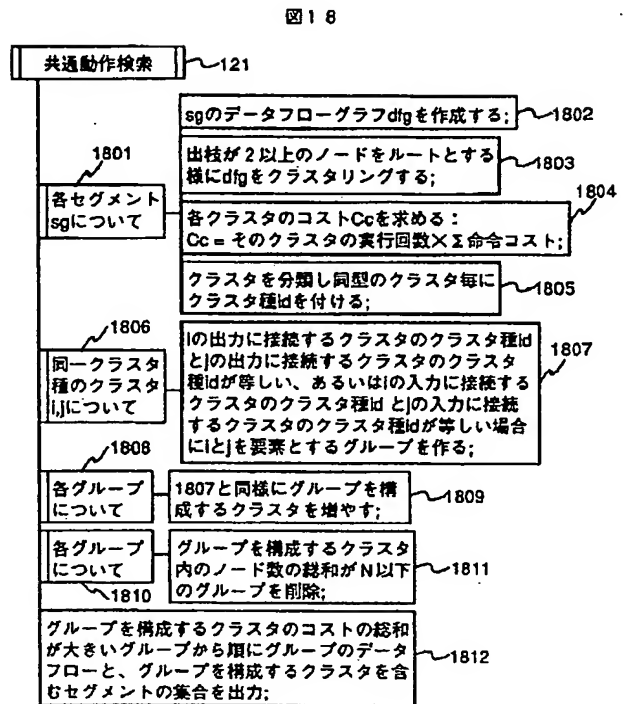 図18
共通動作検索
121
1801
各セグメント
sgについて
sgのデータフローグラフdfgを作成する;
1802
出枝が2以上のノードをルートとする
様にdfgをクラスタリングする;
1803
各クラスタのコストCcを求める：
Cc = そのクラスタの実行回数×Σ命令コスト;
1804
クラスタを分類し同型のクラスタ毎に
クラスタ種idを付ける;
1805
1806
同一クラスタ
種のクラスタ
i,jについて
iの出力に接続するクラスタのクラスタ種id
とjの出力に接続するクラスタのクラスタ
種idが等しい、あるいはiの入力に接続する
クラスタのクラスタ種id とjの入力に接続
するクラスタのクラスタ種idが等しい場合
にiとjを要素とするグループを作る;
1807
1808
各グループ
について
1807と同様にグループを構
成するクラスタを増やす;
1809
各グループ
について
1810
グループを構成するクラスタ
内のノード数の総和がN以下
のグループを削除;
1811
グループを構成するクラスタのコストの総和
が大きいグループから順にグループのデータ
フローと、グループを構成するクラスタを含
むセグメントの集合を出力;
1812